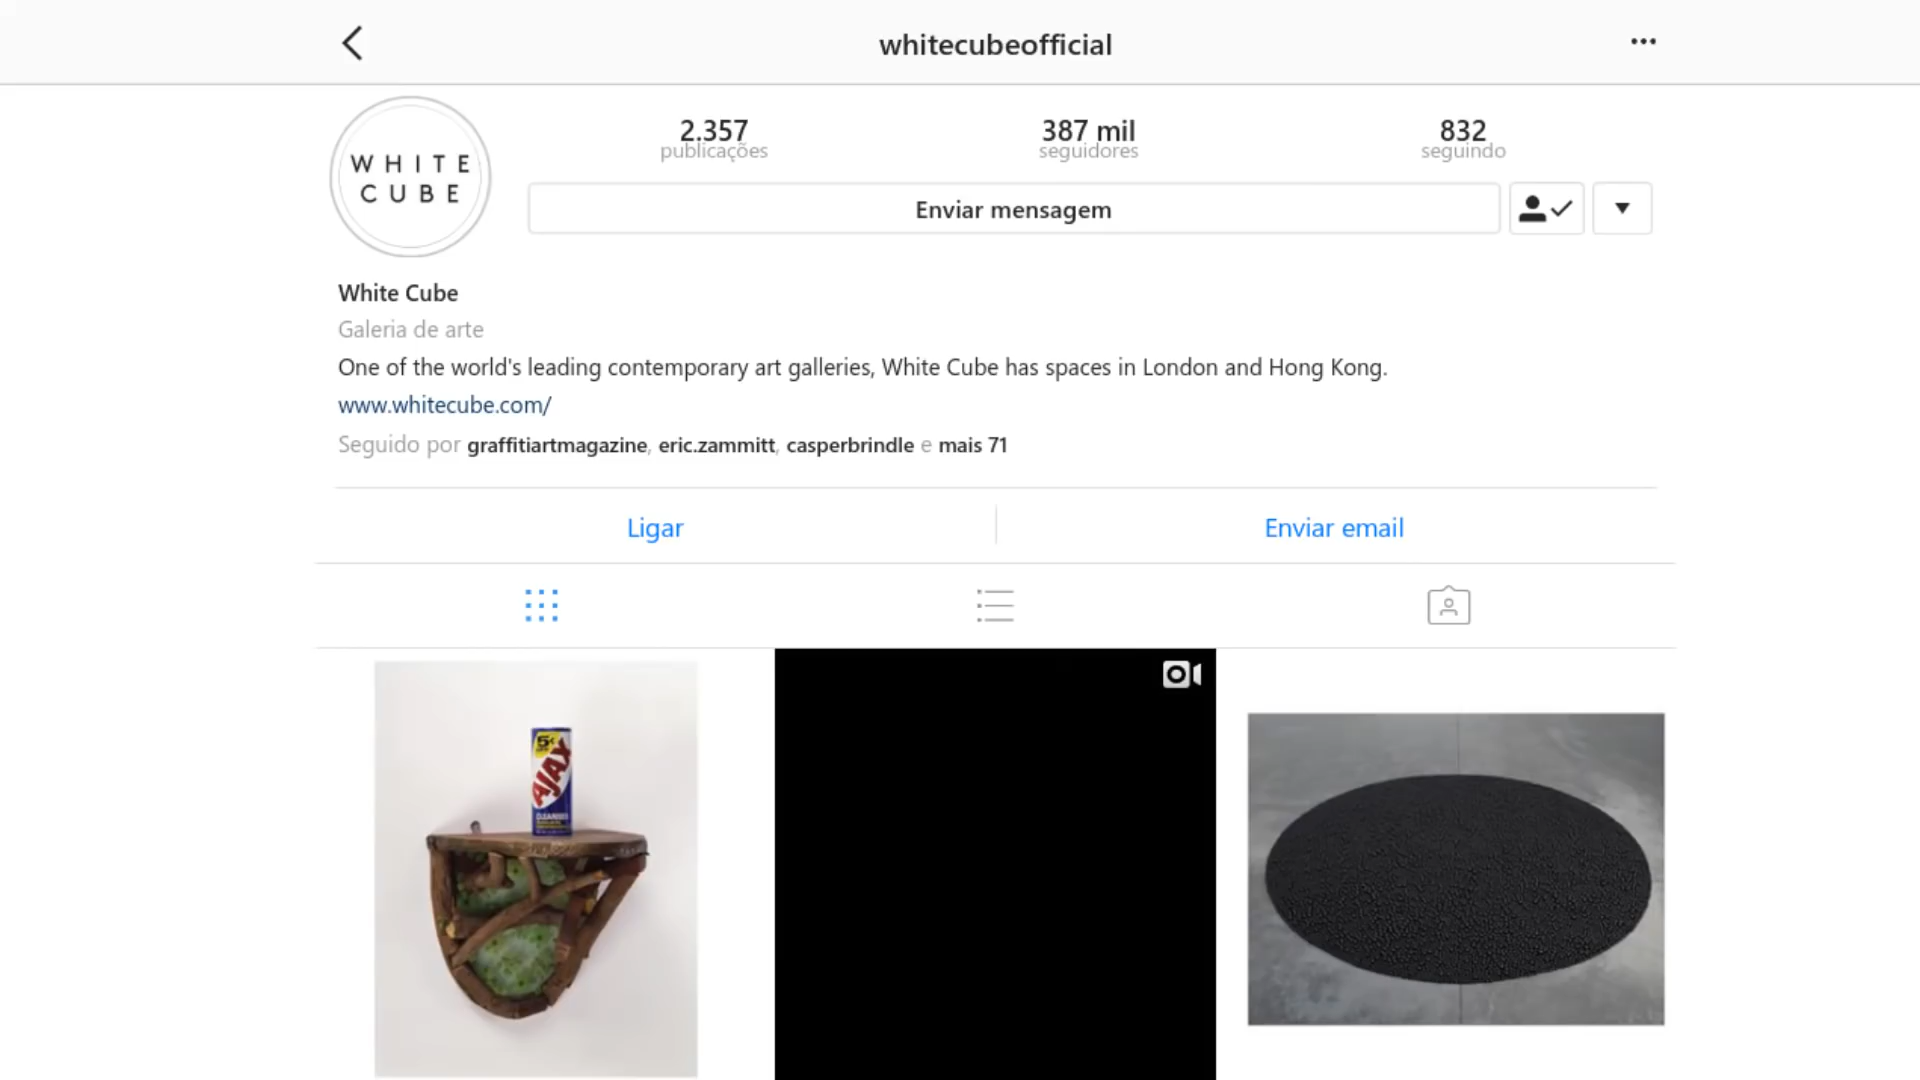 whitecubeofficial
WHITE
CUBE
2.357
publicações
387 mil
seguidores
832
seguindo
Enviar mensagem
White Cube
Galeria de arte
One of the world's leading contemporary art galleries, White Cube has spaces in London and Hong Kong.
www.whitecube.com/
Seguido por graffitiartmagazine, eric.zammitt, casperbrindle e mais 71
Ligar
Enviar email
5
AJAX
CLEANSER